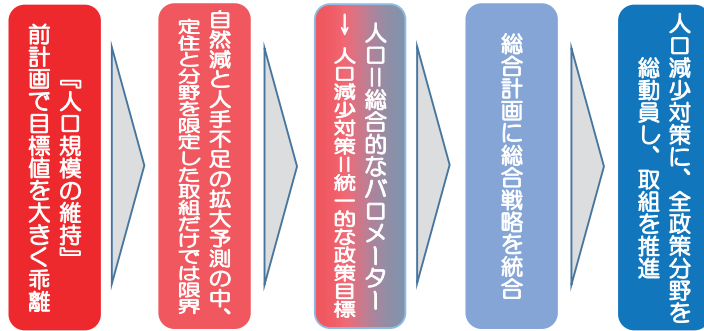 『人口規模の維持』
前計画で目標値を大きく乖離
自然減と人手不足の拡大予測の中、
定住と分野を限定した取組だけでは限界
人口＝総合的なバロメーター
→ 人口減少対策＝統一的な政策目標
総合計画に総合戦略を統合
人口減少対策に、全政策分野を
総動員し、取組を推進